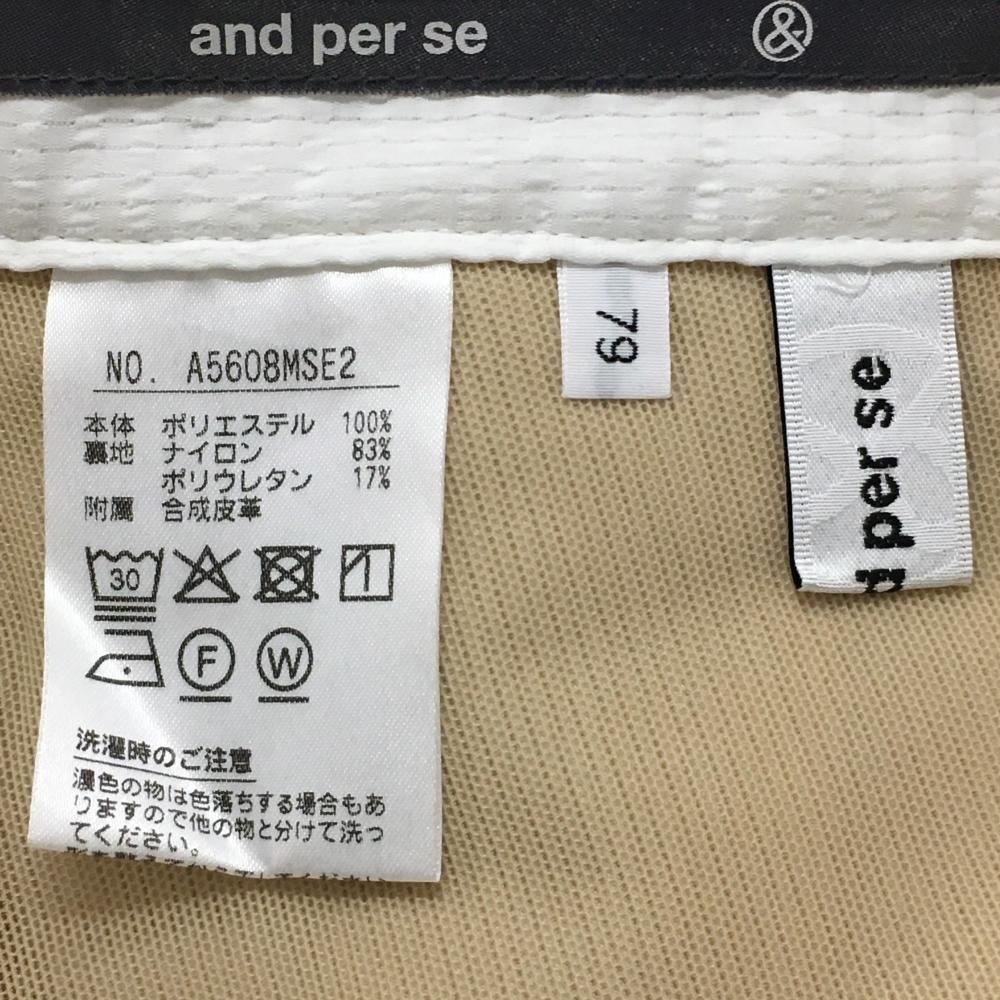 and per se &
NO. A5608MSE2
本体 ポリエステル 100%
裏地 ナイロン 83%
ポリウレタン 17%
附属 合成皮革
30
F W
洗濯時のご注意
濃色の物は色落ちする場合もあ
りますので他の物と分けて洗っ
てください。
79
d per se